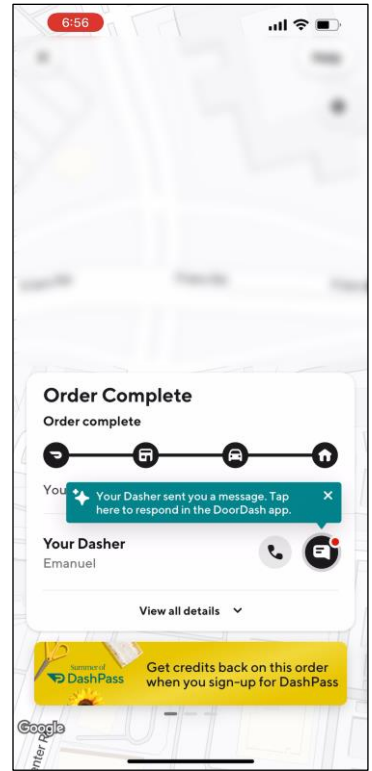 6:56
Order Complete
Order complete
You
Your Dasher sent you a message. Tap
here to respond in the DoorDash app.
Your Dasher
Emanuel
View all details
Summer of
DashPass
Get credits back on this order
when you sign-up for DashPass
Google